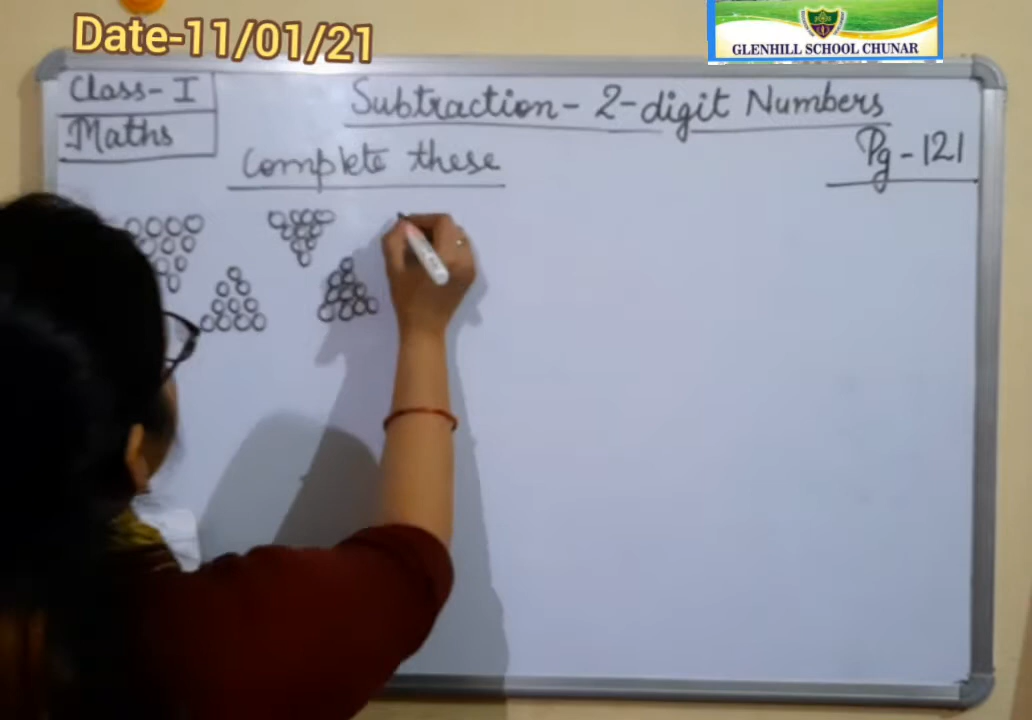 Date-11/01/21
GLENHILL SCHOOL CHUNAR
Class-I
Subtraction-2-digit Numbers
Maths
Pg-121
Complete these